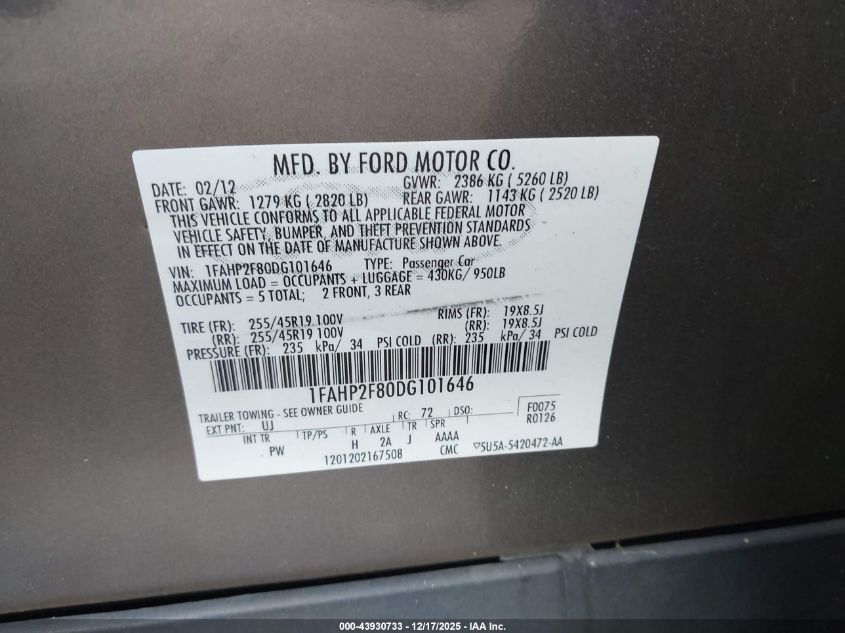 MFD. BY FORD MOTOR CO.
DATE: 02/12 GVWR: 2386 KG ( 5260 LB)
FRONT GAWR: 1279 KG ( 2820 LB) REAR GAWR: 1143 KG ( 2520 LB)
THIS VEHICLE CONFORMS TO ALL APPLICABLE FEDERAL MOTOR
VEHICLE SAFETY, BUMPER, AND THEFT PREVENTION STANDARDS
IN EFFECT ON THE DATE OF MANUFACTURE SHOWN ABOVE.
VIN: 1FAHP2F80DG101646 TYPE: Passenger Car
MAXIMUM LOAD = OCCUPANTS + LUGGAGE = 430KG/ 950LB
OCCUPANTS = 5 TOTAL; 2 FRONT, 3 REAR
TIRE (FR): 255/45R19 100V RIMS (FR): 19X8.5J
(RR): 255/45R19 100V (RR): 19X8.5J
PRESSURE (FR): 235 kPa/ 34 PSI COLD (RR): 235 kPa/ 34 PSI COLD
1FAHP2F80DG101646
TRAILER TOWING - SEE OWNER GUIDE
EXT PNT: UJ RC: 72 DSO: F0075
R0126
INT TR TP/PS R AXLE TR SPR
PW H 2A J AAAA
1201202167508 CMC ▽5U5A-5420472-AA
000-43930733 - 12/17/2025 - IAA Inc.